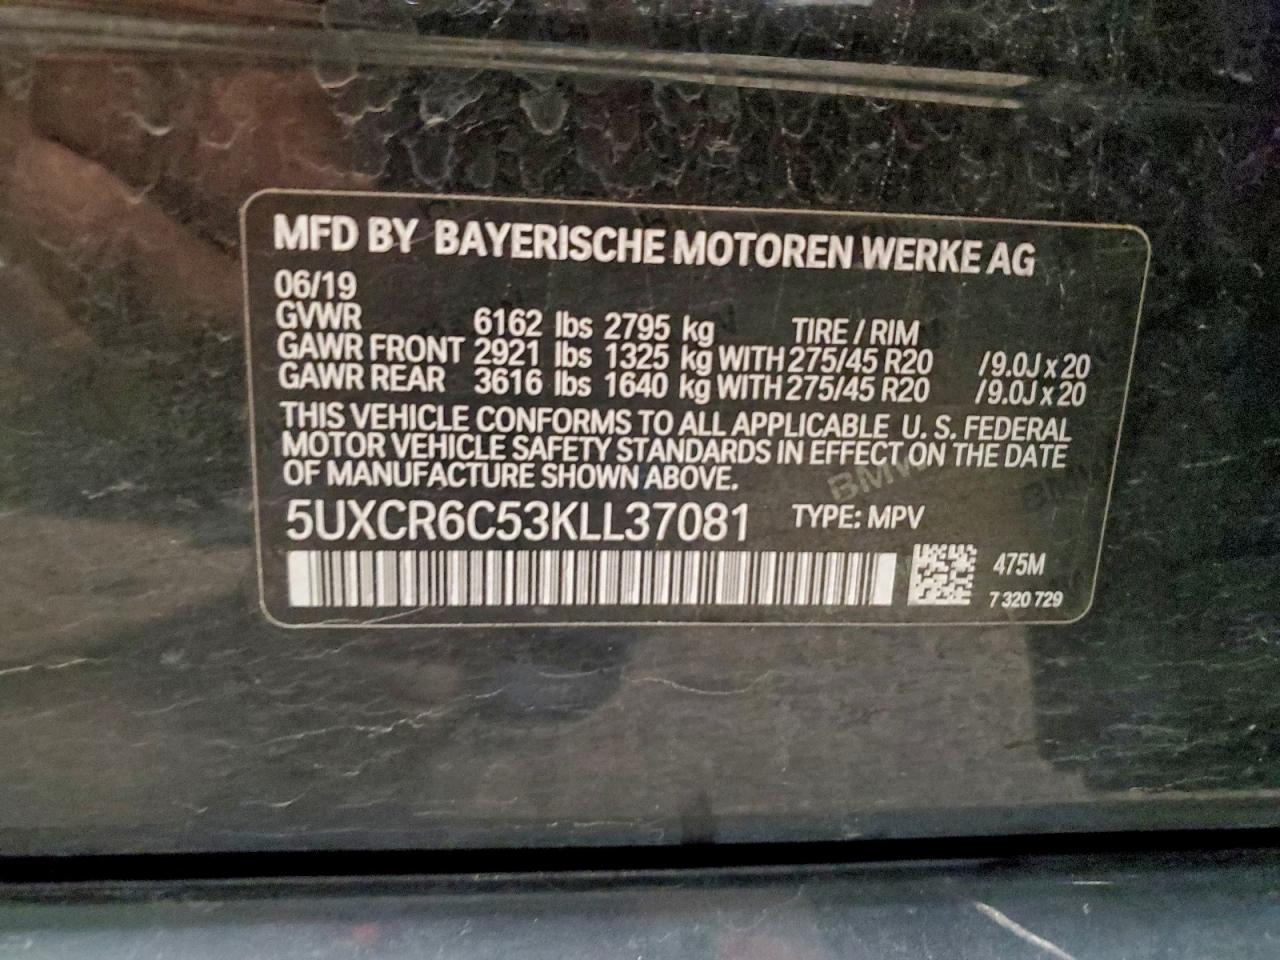 MFD BY BAYERISCHE MOTOREN WERKE AG
06/19
GVWR 6162 lbs 2795 kg TIRE / RIM
GAWR FRONT 2921 lbs 1325 kg WITH 275/45 R20 /9.0J x 20
GAWR REAR 3616 lbs 1640 kg WITH 275/45 R20 /9.0J x 20
THIS VEHICLE CONFORMS TO ALL APPLICABLE U. S. FEDERAL
MOTOR VEHICLE SAFETY STANDARDS IN EFFECT ON THE DATE
OF MANUFACTURE SHOWN ABOVE.
BMW
5UXCR6C53KLL37081 TYPE: MPV
475M
7 320 729